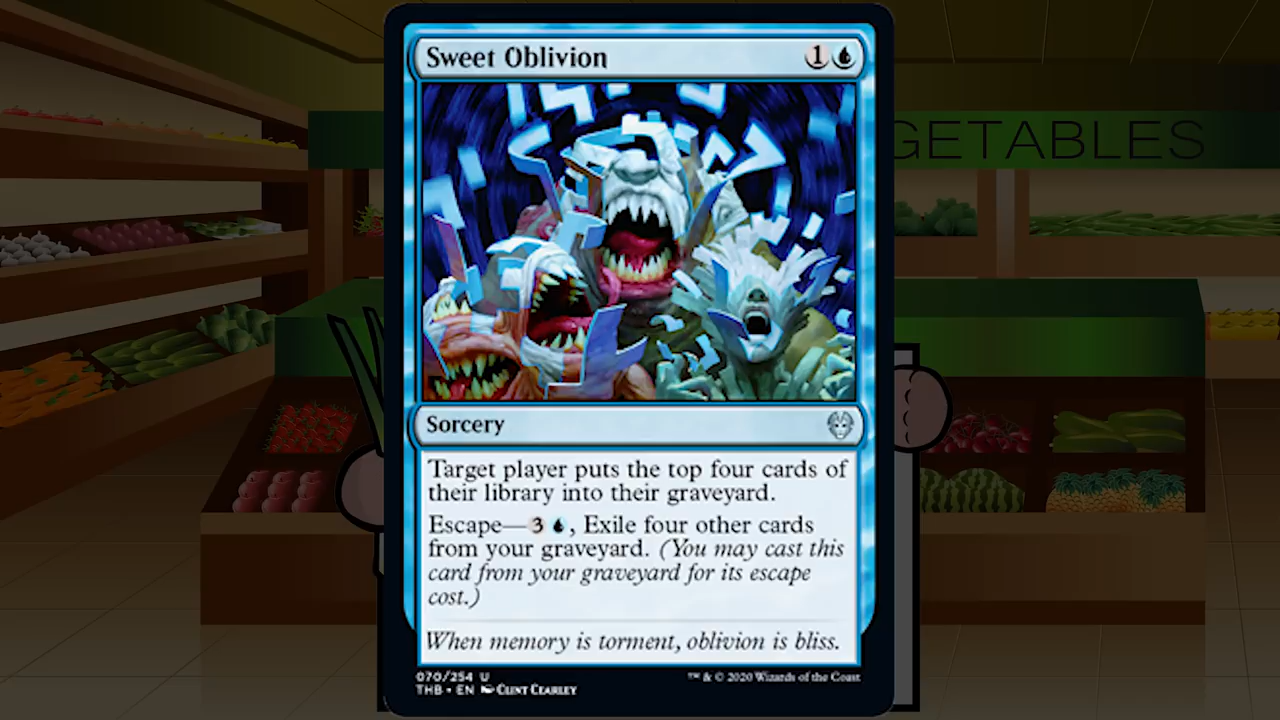 Sweet Oblivion 1
GETABLES
Sorcery
Target player puts the top four cards of
their library into their graveyard.
Escape—3, Exile four other cards
from your graveyard. (You may cast this
card from your graveyard for its escape
cost.)
When memory is torment, oblivion is bliss.
070/254 U
THB • EN Clint Cearley
™ & © 2020 Wizards of the Coast